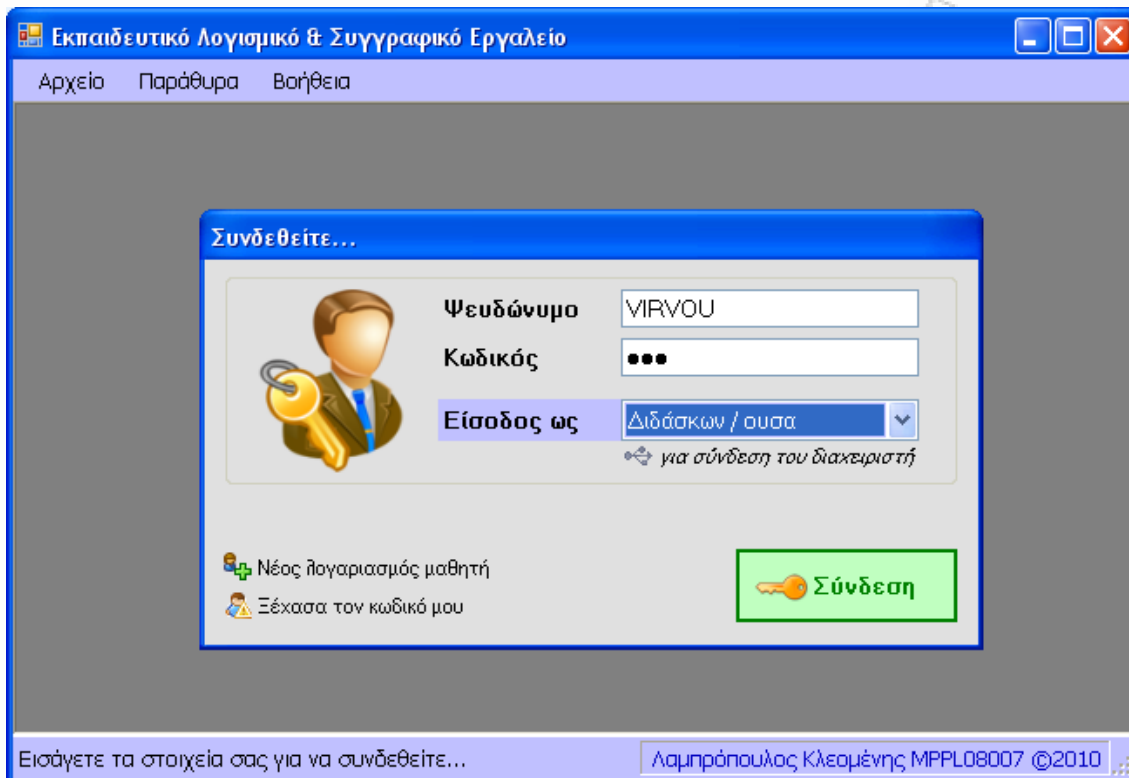 Εκπαιδευτικό Λογισμικό & Συγγραφικό Εργαλείο
Αρχείο Παράθυρα Βοήθεια
Συνδεθείτε...
Ψευδώνυμο VIRVOU
Κωδικός •••
Είσοδος ως Διδάσκων / ουσα
για σύνδεση του διαχειριστή
Νέος λογαριασμός μαθητή
Ξέχασα τον κωδικό μου
Σύνδεση
Εισάγετε τα στοιχεία σας για να συνδεθείτε... Λαμπρόπουλος Κλεομένης MPPL08007 ©2010